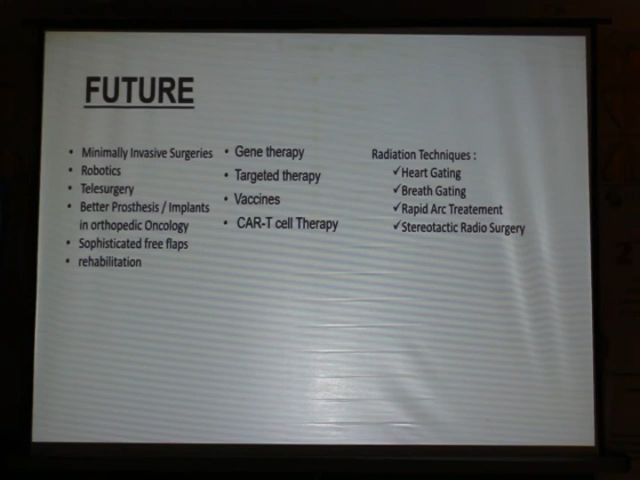 FUTURE
• Minimally Invasive Surgeries
• Robotics
• Telesurgery
• Better Prosthesis / Implants
in orthopedic Oncology
• Sophisticated free flaps
• rehabilitation
• Gene therapy
• Targeted therapy
• Vaccines
• CAR-T cell Therapy
Radiation Techniques :
✓Heart Gating
✓Breath Gating
✓Rapid Arc Treatement
✓Stereotactic Radio Surgery